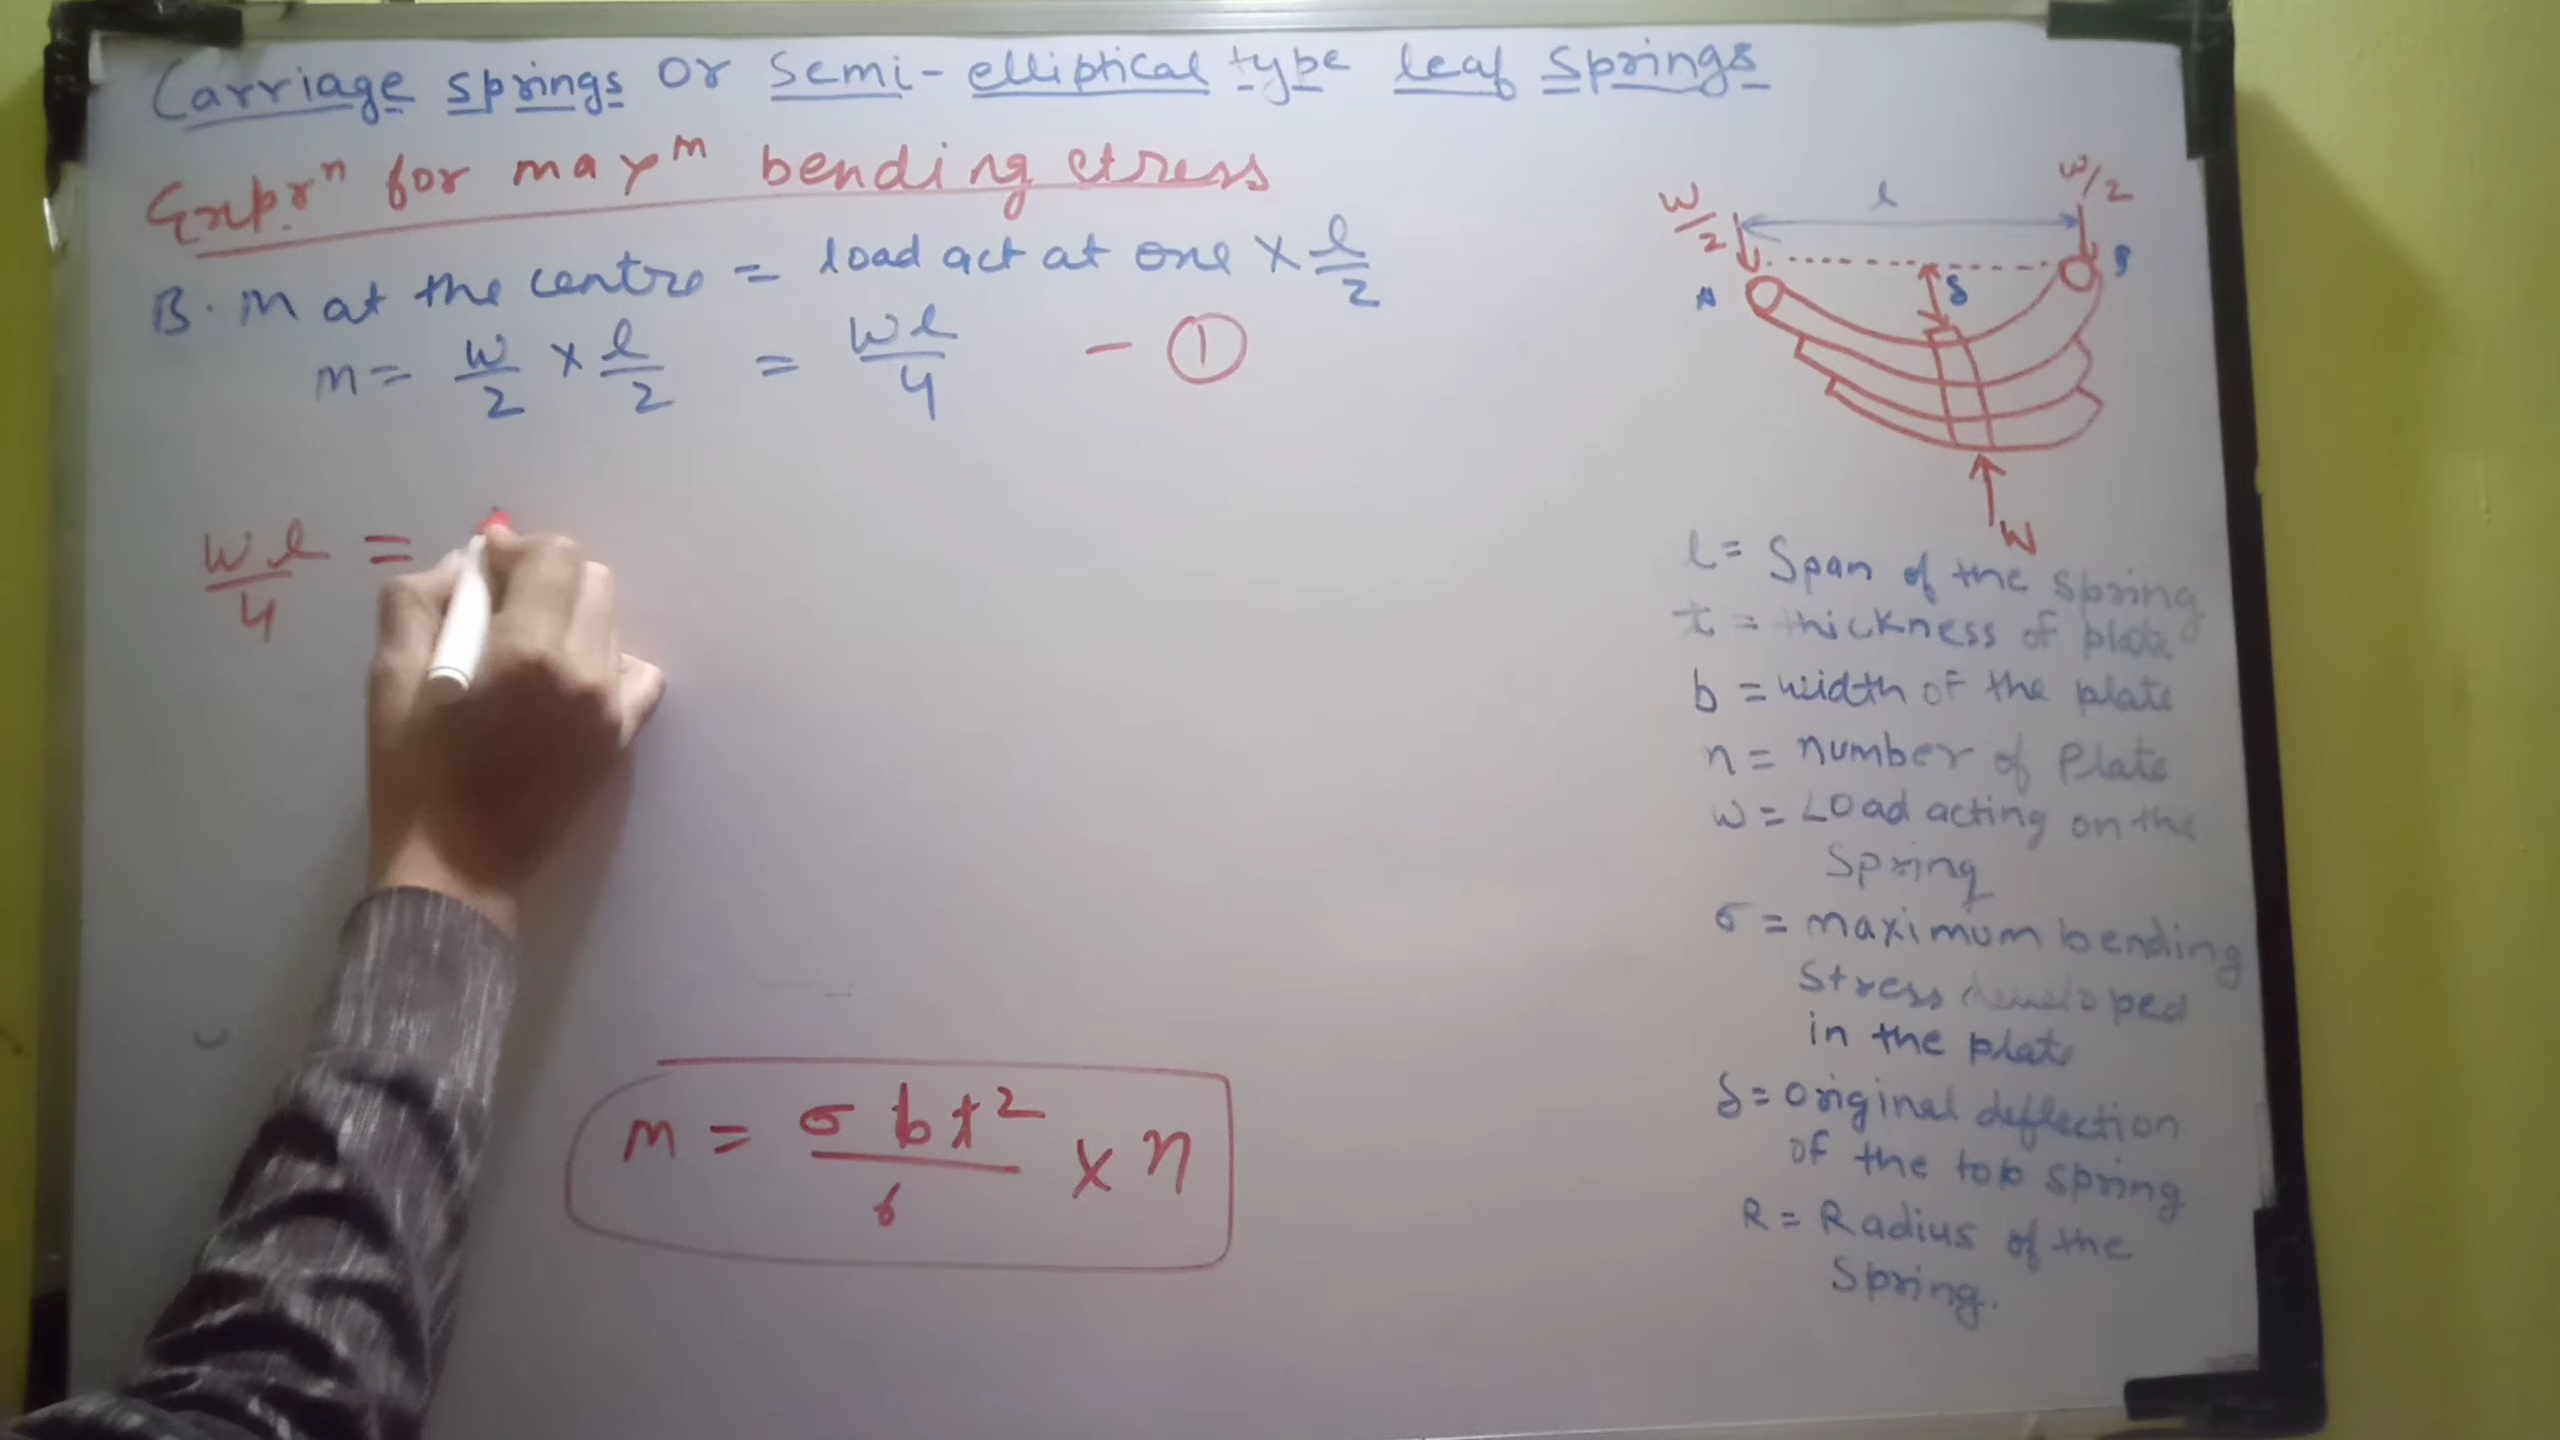 Carriage springs or semi-elliptical type leaf springs
Expr^n for max^m bending stress
B.M at the centre = load act at one × l/2
M = W/2 × l/2 = Wl/4 - ①
Wl/4 =
M = σ b t²/6 × n
W/2
l
W/2
A
δ
B
W
l = Span of the spring
t = thickness of plate
b = width of the plate
n = number of Plate
w = Load acting on the
Spring
σ = maximum bending
stress developed
in the plate
δ = Original deflection
of the top spring
R = Radius of the
Spring.